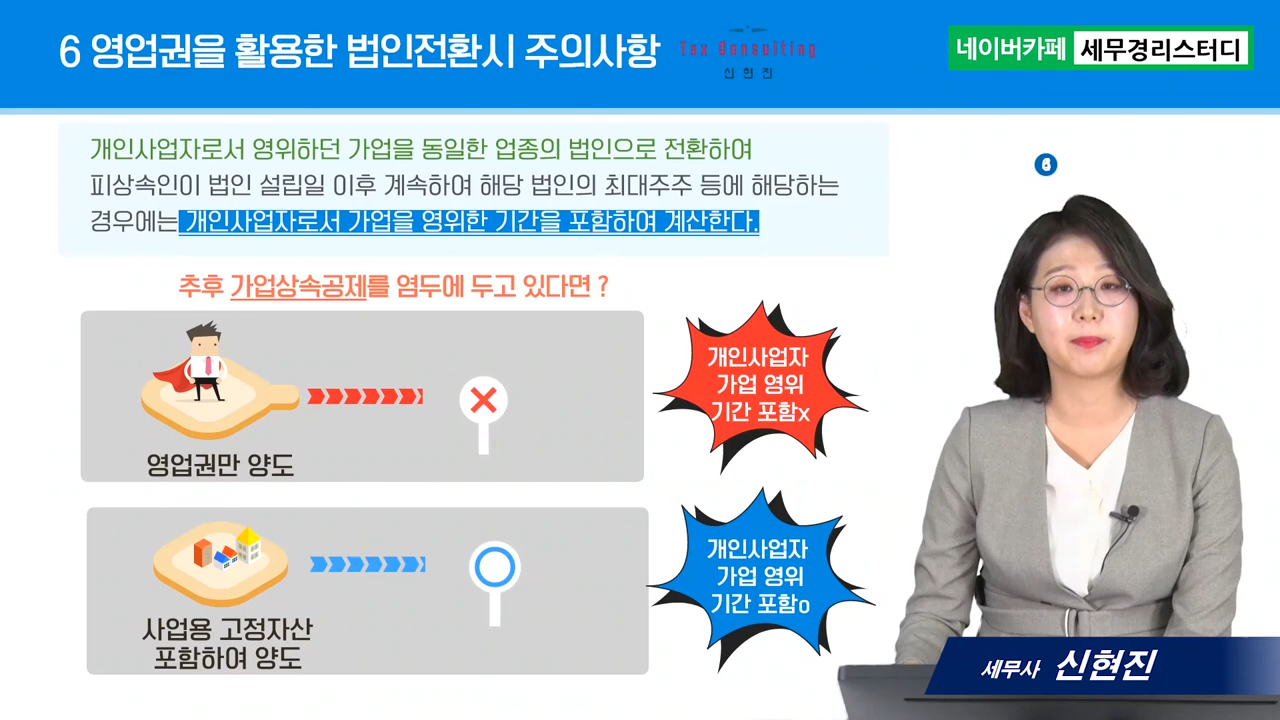 6 영업권을 활용한 법인전환시 주의사항
Tax Consulting
신현진
네이버카페 세무경리스터디
개인사업자로서 영위하던 가업을 동일한 업종의 법인으로 전환하여
피상속인이 법인 설립일 이후 계속하여 해당 법인의 최대주주 등에 해당하는
경우에는 개인사업자로서 가업을 영위한 기간을 포함하여 계산한다.
6
추후 가업상속공제를 염두에 두고 있다면 ?
개인사업자
가업 영위
기간 포함x
영업권만 양도
개인사업자
가업 영위
기간 포함o
사업용 고정자산
포함하여 양도
세무사 신현진